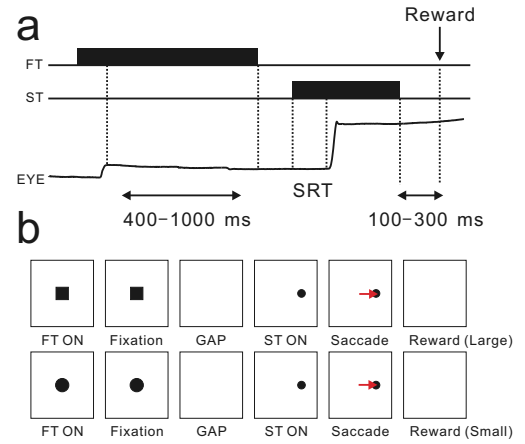 a
Reward
FT
ST
EYE
SRT
400–1000 ms
100–300 ms
b
FT ON Fixation GAP ST ON Saccade Reward (Large)
FT ON Fixation GAP ST ON Saccade Reward (Small)